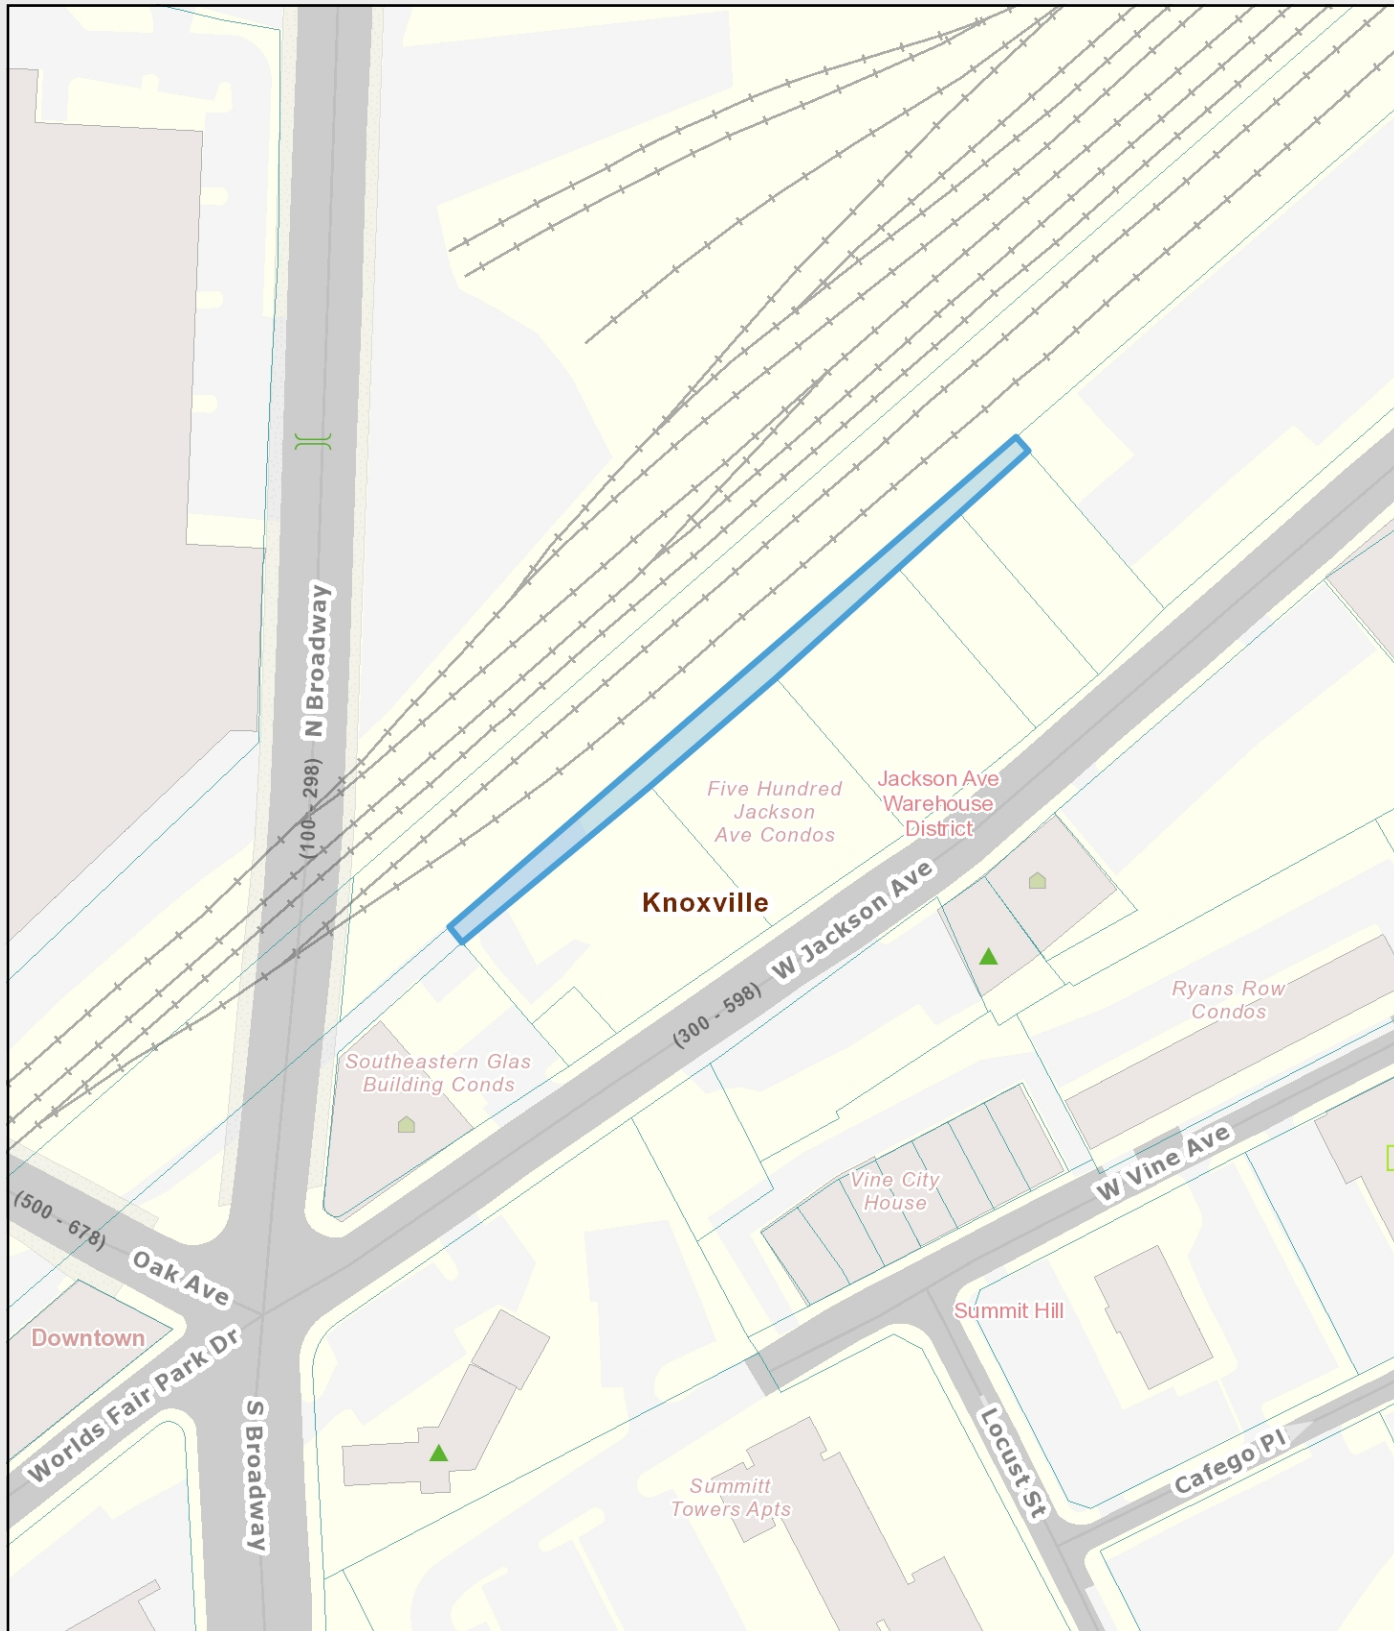 N Broadway
(100 - 298)
Five Hundred
Jackson
Ave Condos
Jackson Ave
Warehouse
District
Knoxville
W Jackson Ave
(300 - 598)
Ryans Row
Condos
Southeastern Glas
Building Conds
W Vine Ave
Vine City
House
(500 - 678)
Oak Ave
Summit Hill
Downtown
Worlds Fair Park Dr
S Broadway
Locust St
Cafego Pl
Summitt
Towers Apts